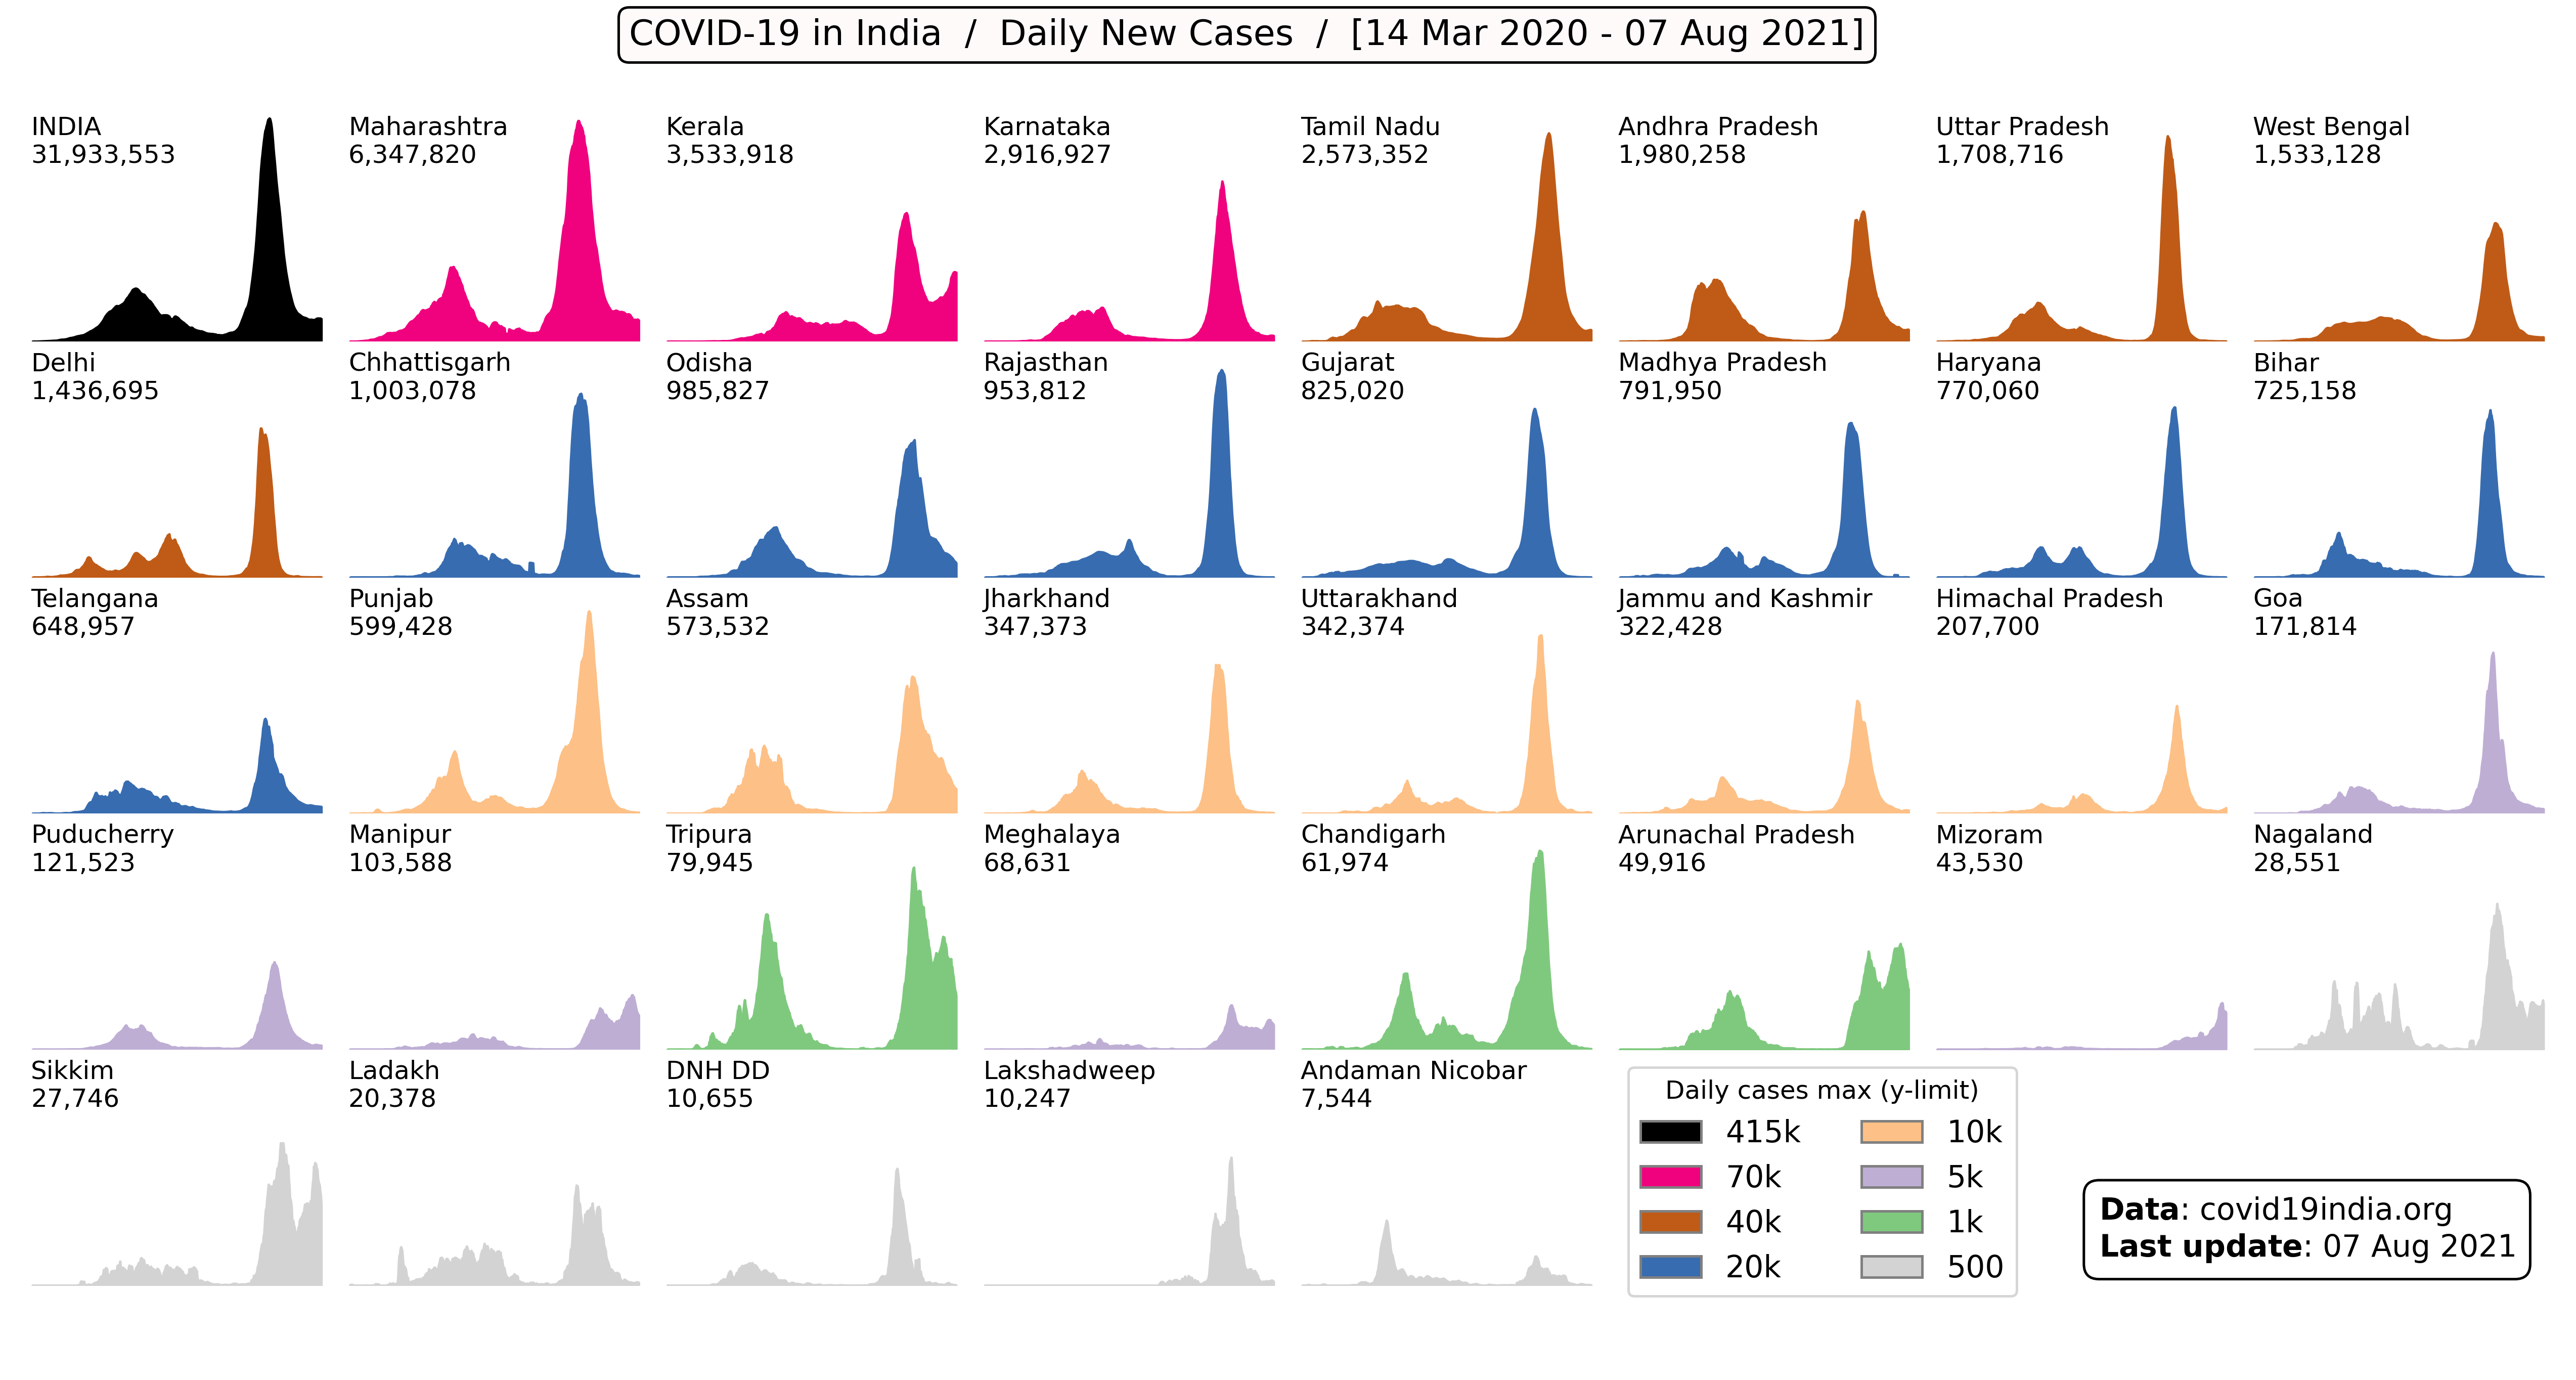 COVID-19 in India / Daily New Cases / [14 Mar 2020 - 07 Aug 2021]
INDIA
31,933,553
Maharashtra
6,347,820
Kerala
3,533,918
Karnataka
2,916,927
Tamil Nadu
2,573,352
Andhra Pradesh
1,980,258
Uttar Pradesh
1,708,716
West Bengal
1,533,128
Delhi
1,436,695
Chhattisgarh
1,003,078
Odisha
985,827
Rajasthan
953,812
Gujarat
825,020
Madhya Pradesh
791,950
Haryana
770,060
Bihar
725,158
Telangana
648,957
Punjab
599,428
Assam
573,532
Jharkhand
347,373
Uttarakhand
342,374
Jammu and Kashmir
322,428
Himachal Pradesh
207,700
Goa
171,814
Puducherry
121,523
Manipur
103,588
Tripura
79,945
Meghalaya
68,631
Chandigarh
61,974
Arunachal Pradesh
49,916
Mizoram
43,530
Nagaland
28,551
Sikkim
27,746
Ladakh
20,378
DNH DD
10,655
Lakshadweep
10,247
Andaman Nicobar
7,544
Daily cases max (y-limit)
415k
70k
40k
20k
10k
5k
1k
500
Data: covid19india.org
Last update: 07 Aug 2021